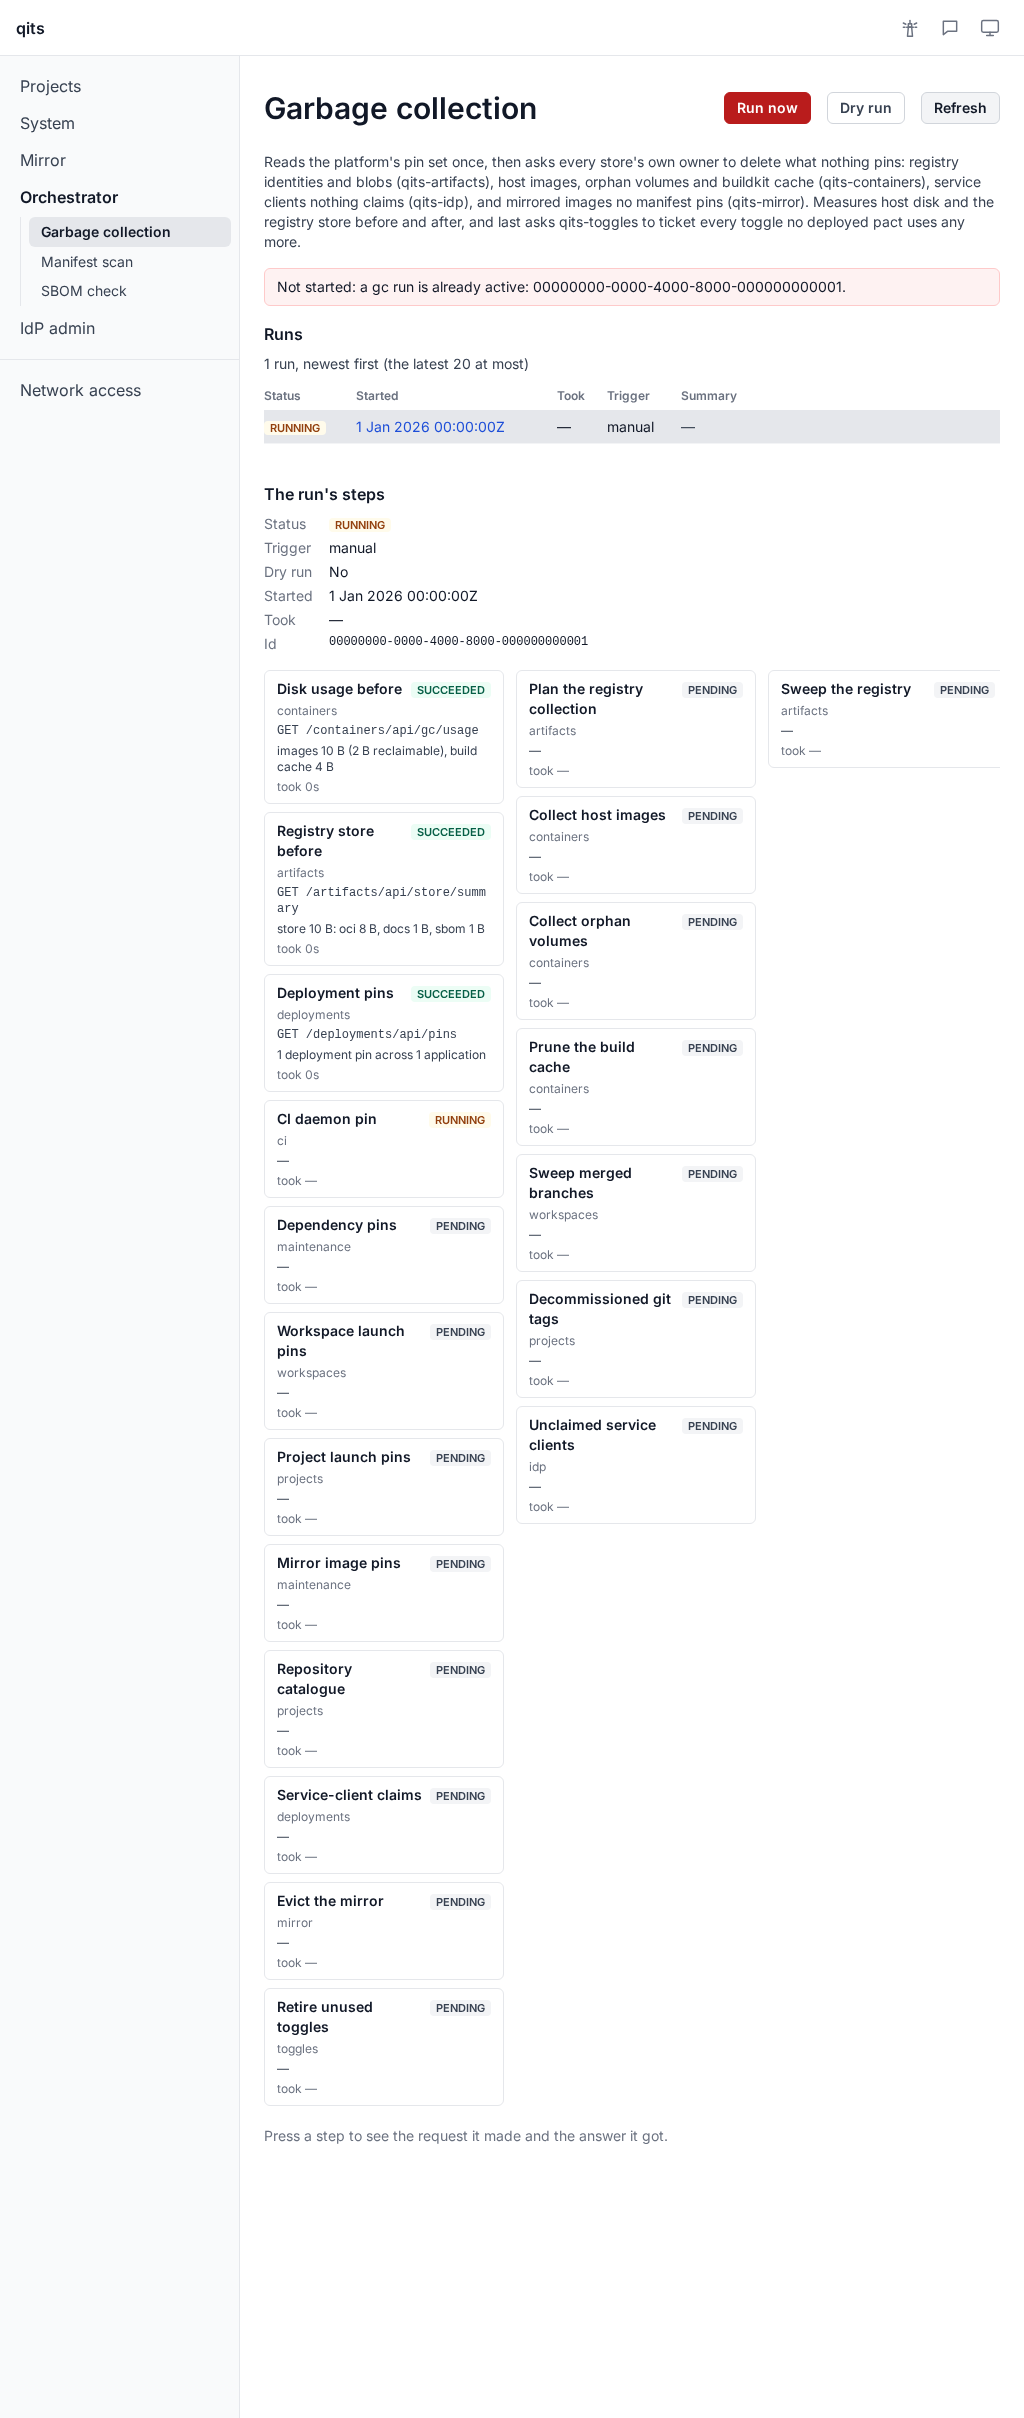 qits
Projects
System
Mirror
Orchestrator
Garbage collection
Manifest scan
SBOM check
IdP admin
Network access
Garbage collection
Run now
Dry run
Refresh
Reads the platform's pin set once, then asks every store's own owner to delete what nothing pins: registry
identities and blobs (qits-artifacts), host images, orphan volumes and buildkit cache (qits-containers), service
clients nothing claims (qits-idp), and mirrored images no manifest pins (qits-mirror). Measures host disk and the
registry store before and after, and last asks qits-toggles to ticket every toggle no deployed pact uses any
more.
Not started: a gc run is already active: 00000000-0000-4000-8000-000000000001.
Runs
1 run, newest first (the latest 20 at most)
Status Started Took Trigger Summary
RUNNING 1 Jan 2026 00:00:00Z — manual —
The run's steps
Status RUNNING
Trigger manual
Dry run No
Started 1 Jan 2026 00:00:00Z
Took —
Id 00000000-0000-4000-8000-000000000001
Disk usage before SUCCEEDED
containers
GET /containers/api/gc/usage
images 10 B (2 B reclaimable), build
cache 4 B
took 0s
Registry store SUCCEEDED
before
artifacts
GET /artifacts/api/store/summ
ary
store 10 B: oci 8 B, docs 1 B, sbom 1 B
took 0s
Deployment pins SUCCEEDED
deployments
GET /deployments/api/pins
1 deployment pin across 1 application
took 0s
CI daemon pin RUNNING
ci
—
took —
Dependency pins PENDING
maintenance
—
took —
Workspace launch PENDING
pins
workspaces
—
took —
Project launch pins PENDING
projects
—
took —
Mirror image pins PENDING
maintenance
—
took —
Repository PENDING
catalogue
projects
—
took —
Service-client claims PENDING
deployments
—
took —
Evict the mirror PENDING
mirror
—
took —
Retire unused PENDING
toggles
toggles
—
took —
Plan the registry PENDING
collection
artifacts
—
took —
Collect host images PENDING
containers
—
took —
Collect orphan PENDING
volumes
containers
—
took —
Prune the build PENDING
cache
containers
—
took —
Sweep merged PENDING
branches
workspaces
—
took —
Decommissioned git PENDING
tags
projects
—
took —
Unclaimed service PENDING
clients
idp
—
took —
Sweep the registry PENDING
artifacts
—
took —
Press a step to see the request it made and the answer it got.